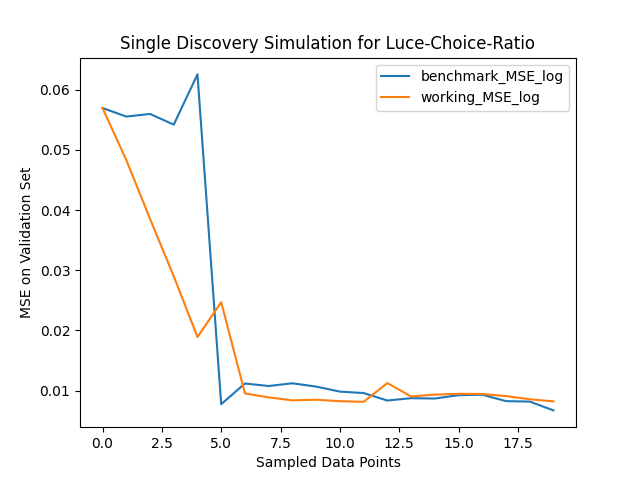 Single Discovery Simulation for Luce-Choice-Ratio
benchmark_MSE_log
working_MSE_log
MSE on Validation Set
0.06
0.05
0.04
0.03
0.02
0.01
0.0 2.5 5.0 7.5 10.0 12.5 15.0 17.5
Sampled Data Points